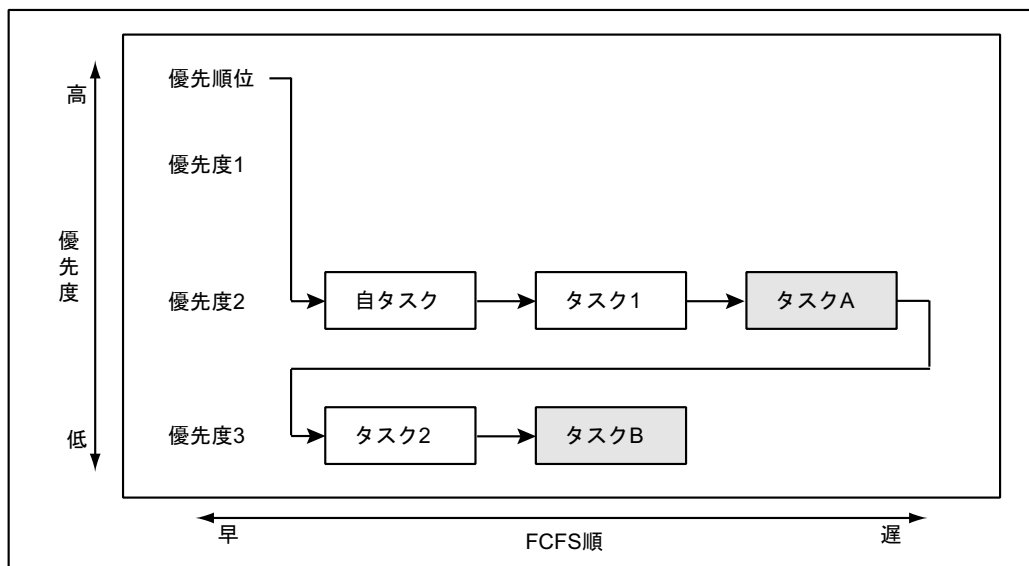 高
優先度
低
優先順位
優先度1
優先度2
自タスク
タスク1
タスクA
優先度3
タスク2
タスクB
早
FCFS順
遅